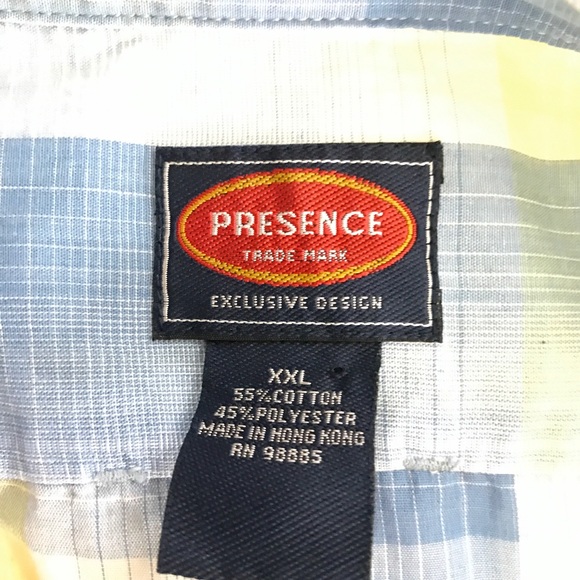 PRESENCE
TRADE MARK
EXCLUSIVE DESIGN
XXL
55%COTTON
45%POLYESTER
MADE IN HONG KONG
RN 98885